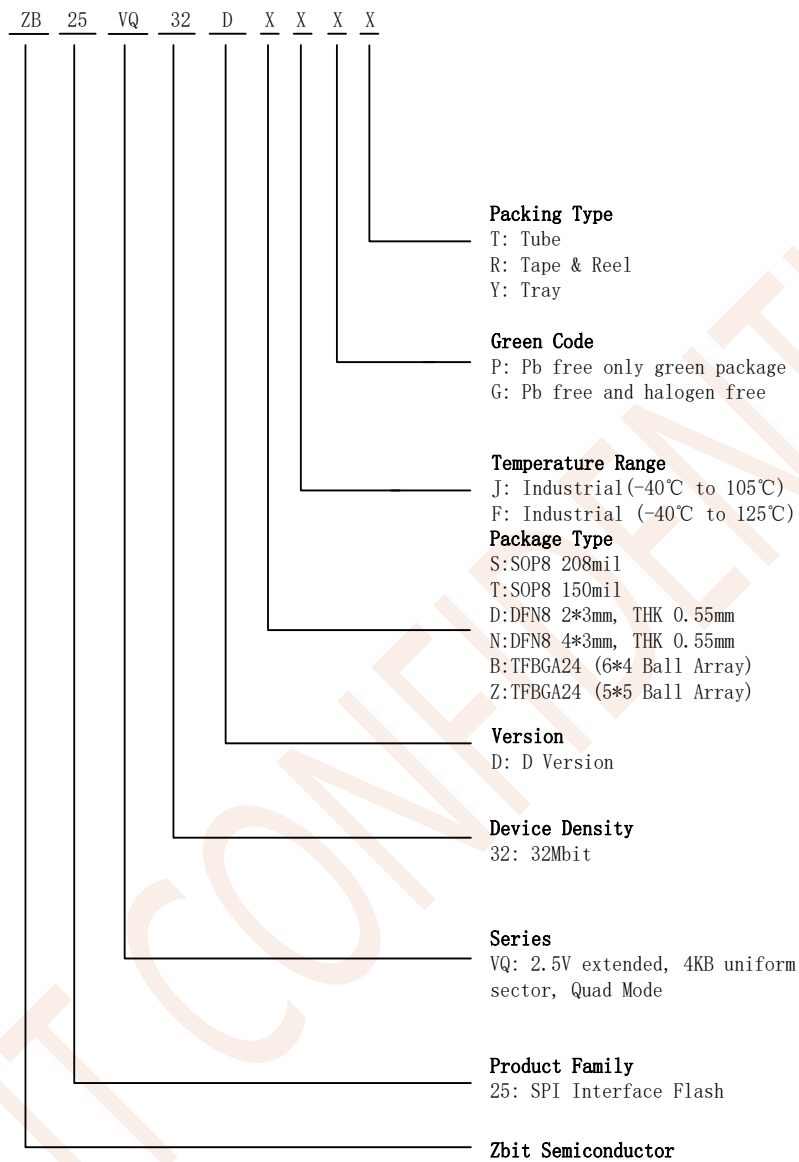 ZB 25 VQ 32 D X X X X
Packing Type
T: Tube
R: Tape & Reel
Y: Tray
Green Code
P: Pb free only green package
G: Pb free and halogen free
Temperature Range
J: Industrial(-40℃ to 105℃)
F: Industrial (-40℃ to 125℃)
Package Type
S:SOP8 208mil
T:SOP8 150mil
D:DFN8 2*3mm, THK 0.55mm
N:DFN8 4*3mm, THK 0.55mm
B:TFBGA24 (6*4 Ball Array)
Z:TFBGA24 (5*5 Ball Array)
Version
D: D Version
Device Density
32: 32Mbit
Series
VQ: 2.5V extended, 4KB uniform
sector, Quad Mode
Product Family
25: SPI Interface Flash
Zbit Semiconductor